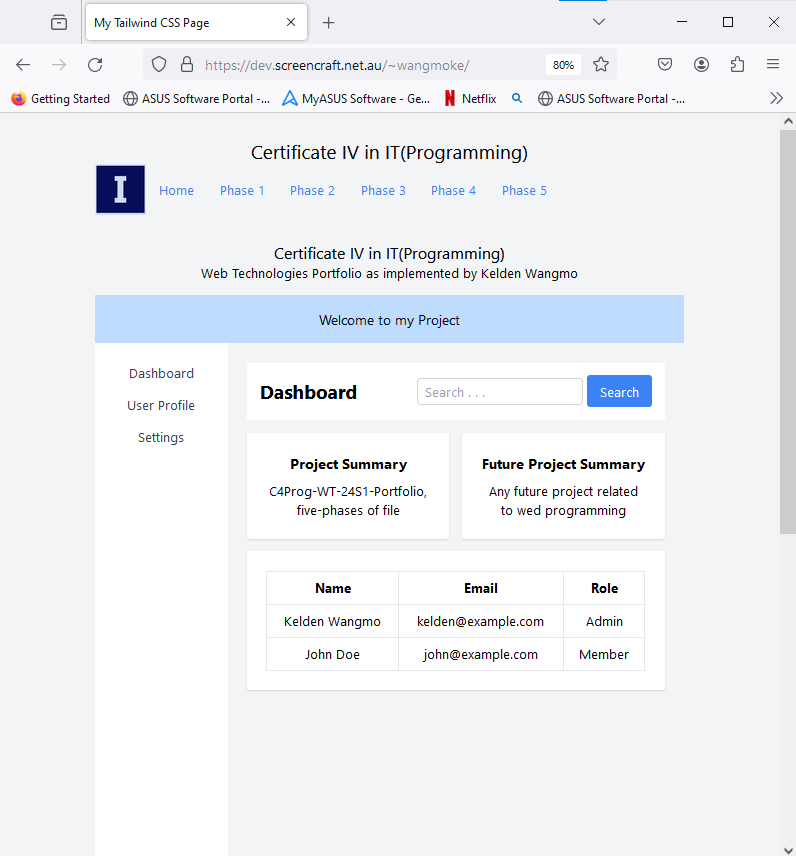 My Tailwind CSS Page
https://dev.screencraft.net.au/~wangmoke/
80%
Getting Started
ASUS Software Portal -...
MyASUS Software - Ge...
Netflix
ASUS Software Portal -...
Certificate IV in IT(Programming)
I
Home
Phase 1
Phase 2
Phase 3
Phase 4
Phase 5
Certificate IV in IT(Programming)
Web Technologies Portfolio as implemented by Kelden Wangmo
Welcome to my Project
Dashboard
User Profile
Settings
Dashboard
Search . . .
Search
Project Summary
C4Prog-WT-24S1-Portfolio,
five-phases of file
Future Project Summary
Any future project related
to wed programming
Name Email Role
Kelden Wangmo kelden@example.com Admin
John Doe john@example.com Member